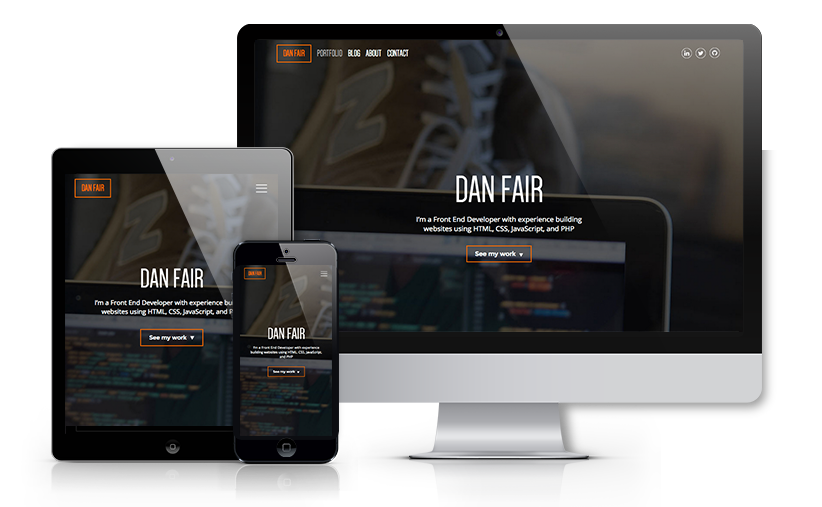 DAN FAIR PORTFOLIO BLOG ABOUT CONTACT
DAN FAIR
I'm a Front End Developer with experience building
websites using HTML, CSS, JavaScript, and PHP
See my work
DAN FAIR
DAN FAIR
I'm a Front End Developer with experience bu
websites using HTML, CSS, JavaScript, and P
See my work
DAN FAIR
DAN FAIR
I'm a Front End Developer with experience
building websites using HTML, CSS, JavaScript,
and PHP
See my work